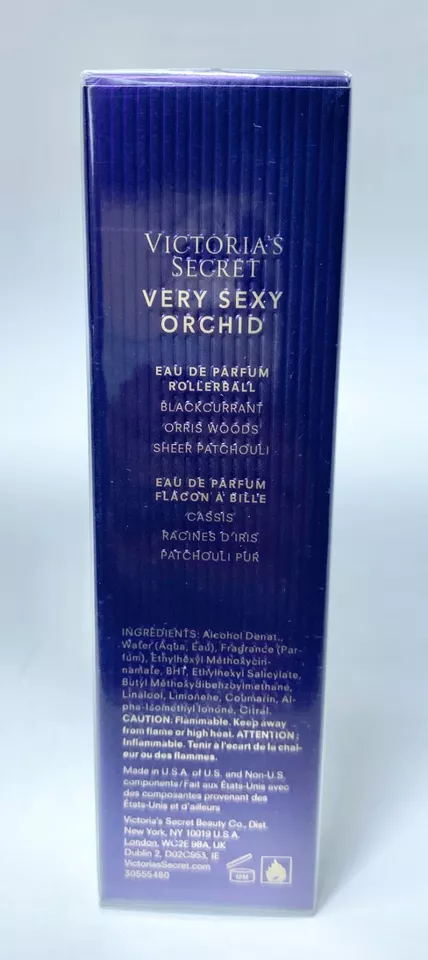 VICTORIA'S
SECRET
VERY SEXY
ORCHID
EAU DE PARFUM
ROLLERBALL
BLACKCURRANT
ORRIS WOODS
SHEER PATCHOULI
EAU DE PARFUM
FLACON À BILLE
CASSIS
RACINES D'IRIS
PATCHOULI PUR
INGREDIENTS: Alcohol Denat.,
Water (Aqua, Eau), Fragrance (Par-
fum), Ethylhexyl Methoxycin-
namate, BHT, Ethylhexyl Salicylate,
Butyl Methoxydibenzoylmethane,
Linalool, Limonene, Coumarin, Al-
pha-Isomethyl Ionone, Citral.
CAUTION: Flammable. Keep away
from flame or high heat. ATTENTION :
Inflammable. Tenir à l'écart de la chal-
eur ou des flammes.
Made in U.S.A. of U.S. and Non-U.S.
components/Fait aux États-Unis avec
des composantes provenant des
États-Unis et d'ailleurs
Victoria's Secret Beauty Co., Dist.
New York, NY 10019 U.S.A.
London, WC2E 9BA, UK
Dublin 2, D02C953, IE
VictoriasSecret.com
30555480
12M